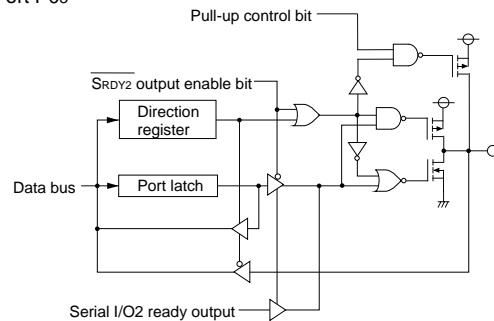 Pull-up control bit
SRDY2 output enable bit
Direction
register
Data bus
Port latch
Serial I/O2 ready output